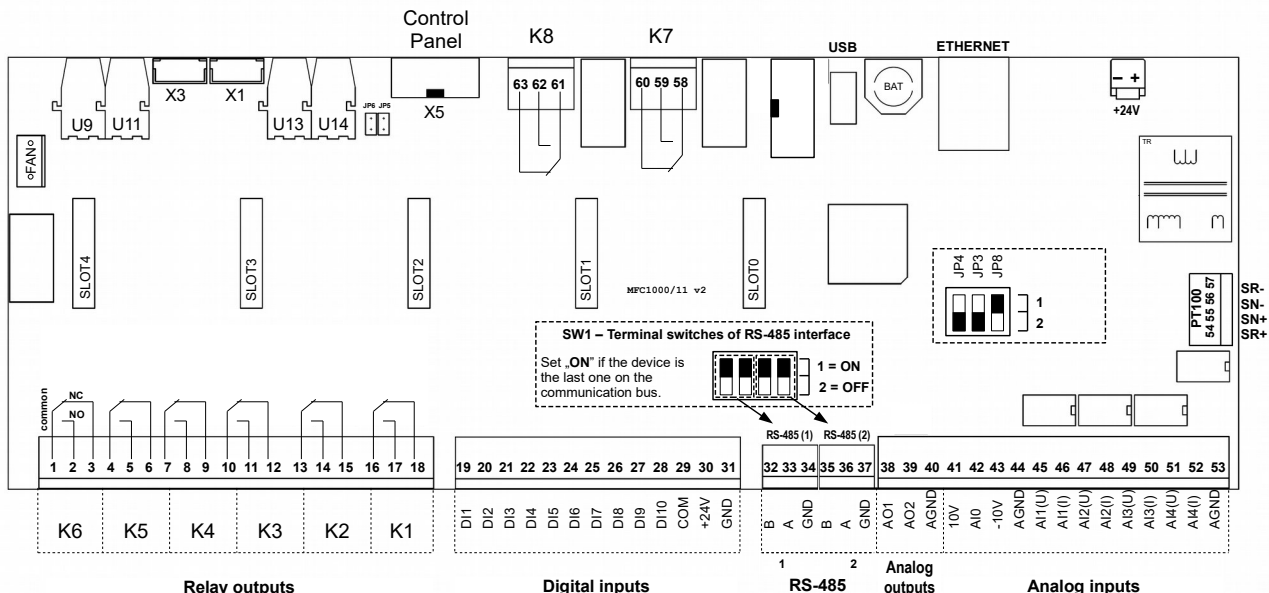 Control
Panel
K8
K7
USB
ETHERNET
X3
X1
JP6
JP5
X5
63 62 61
60 59 58
BAT
- +
+24V
U9
U11
U13
U14
FAN
TR
SLOT4
SLOT3
SLOT2
SLOT1
SLOT0
MFC1000/11 v2
JP4
JP3
JP8
1
2
PT100
54 55 56 57
SR-
SN-
SN+
SR+
SW1 – Terminal switches of RS-485 interface
Set „ON" if the device is
the last one on the
communication bus.
1 = ON
2 = OFF
common
NC
NO
RS-485 (1)
RS-485 (2)
1 2 3 4 5 6 7 8 9 10 11 12 13 14 15 16 17 18
19 20 21 22 23 24 25 26 27 28 29 30 31
32 33 34 35 36 37 38 39 40 41 42 43 44 45 46 47 48 49 50 51 52 53
K6
K5
K4
K3
K2
K1
DI1
DI2
DI3
DI4
DI5
DI6
DI7
DI8
DI9
DI10
COM
+24V
GND
B
A
GND
B
A
GND
AO1
AO2
AGND
10V
AI0
-10V
AGND
AI1(U)
AI1(I)
AI2(U)
AI2(I)
AI3(U)
AI3(I)
AI4(U)
AI4(I)
AGND
1
2
Relay outputs
Digital inputs
RS-485
Analog
outputs
Analog inputs